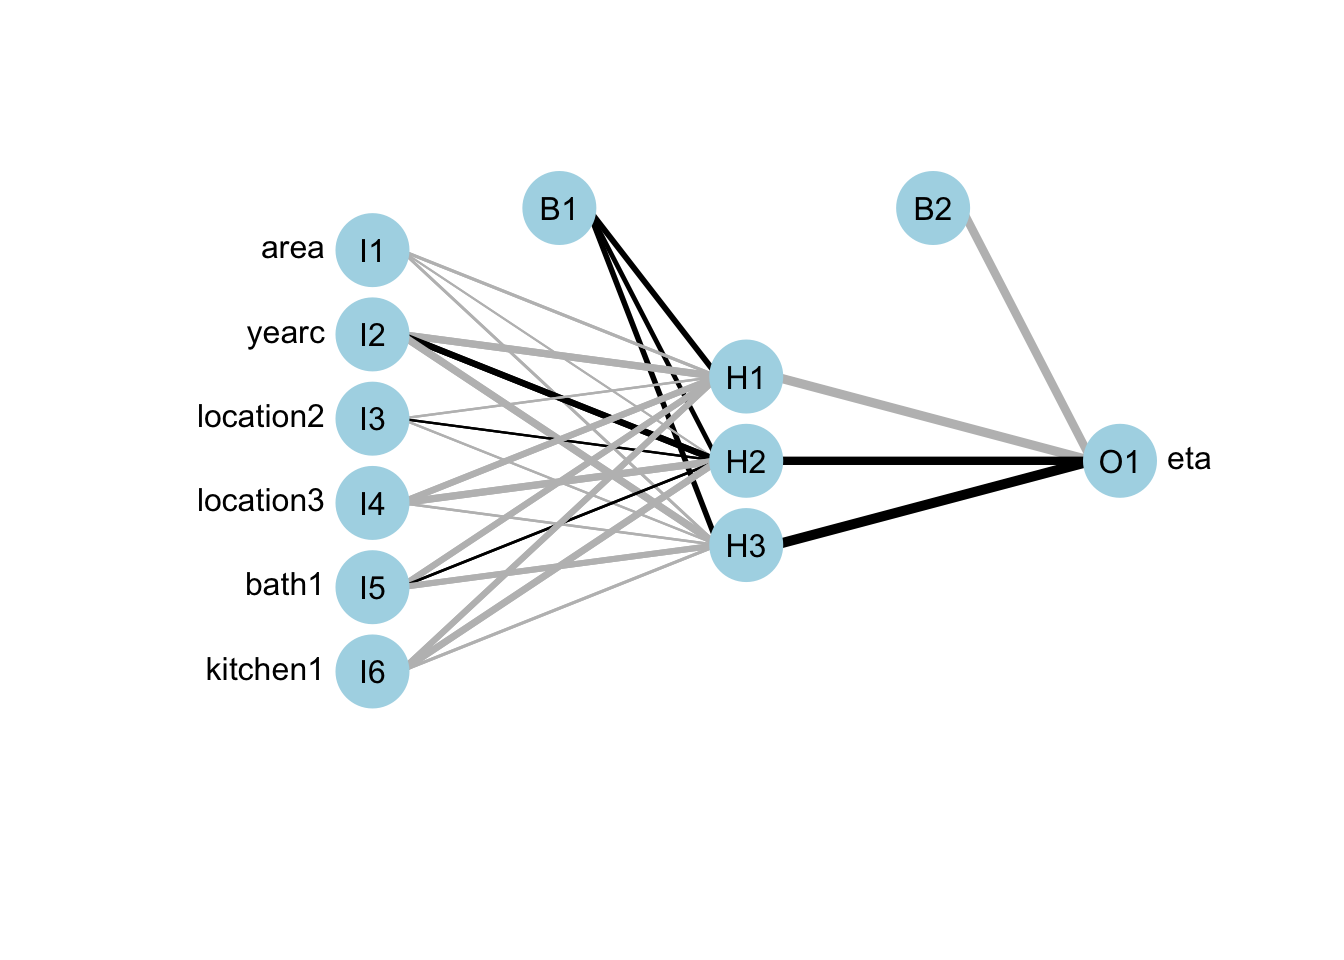 B1
B2
area I1
yearc I2
location2 I3
location3 I4
bath1 I5
kitchen1 I6
H1
H2
H3
O1 eta